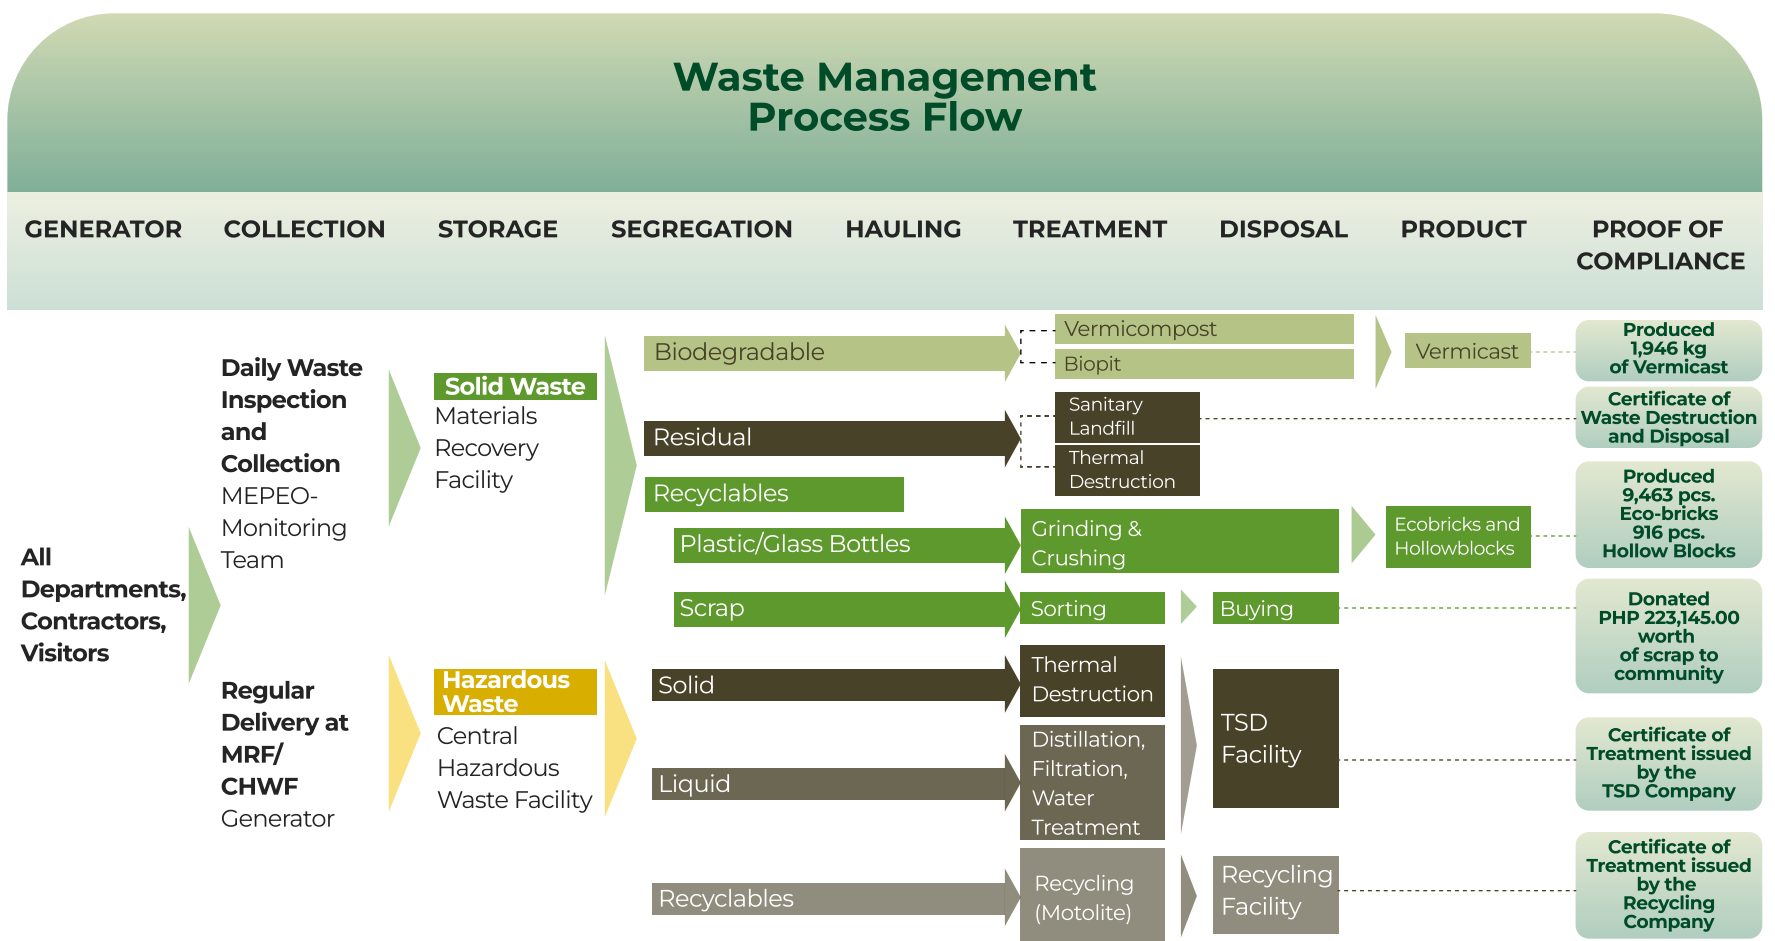 Waste Management
Process Flow
GENERATOR
COLLECTION
STORAGE
SEGREGATION
HAULING
TREATMENT
DISPOSAL
PRODUCT
PROOF OF
COMPLIANCE
All
Departments,
Contractors,
Visitors
Daily Waste
Inspection
and
Collection
MEPEO-
Monitoring
Team
Regular
Delivery at
MRF/
CHWF
Generator
Solid Waste
Materials
Recovery
Facility
Hazardous
Waste
Central
Hazardous
Waste Facility
Biodegradable
Vermicompost
Biopit
Vermicast
Produced
1,946 kg
of Vermicast
Residual
Sanitary
Landfill
Thermal
Destruction
Certificate of
Waste Destruction
and Disposal
Recyclables
Plastic/Glass Bottles
Grinding &
Crushing
Ecobricks and
Hollowblocks
Produced
9,463 pcs.
Eco-bricks
916 pcs.
Hollow Blocks
Scrap
Sorting
Buying
Donated
PHP 223,145.00
worth
of scrap to
community
Solid
Thermal
Destruction
Liquid
Distillation,
Filtration,
Water
Treatment
TSD
Facility
Certificate of
Treatment issued
by the
TSD Company
Recyclables
Recycling
(Motolite)
Recycling
Facility
Certificate of
Treatment issued
by the
Recycling
Company